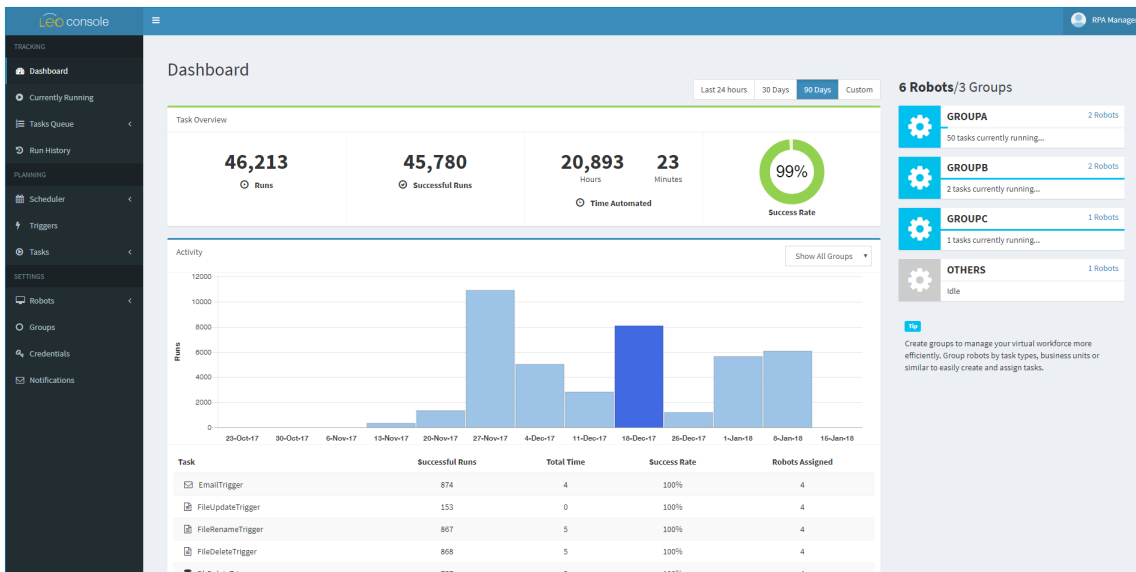 Leo console
RPA Manager
TRACKING
Dashboard
Currently Running
Tasks Queue
Run History
PLANNING
Scheduler
Triggers
Tasks
SETTINGS
Robots
Groups
Credentials
Notifications
Dashboard
Last 24 hours 30 Days 90 Days Custom
Task Overview
46,213
Runs
45,780
Successful Runs
20,893 23
Hours Minutes
Time Automated
99%
Success Rate
Activity
Show All Groups
12000
10000
8000
6000
4000
2000
0
Runs
23-Oct-17 30-Oct-17 6-Nov-17 13-Nov-17 20-Nov-17 27-Nov-17 4-Dec-17 11-Dec-17 18-Dec-17 26-Dec-17 1-Jan-18 8-Jan-18 16-Jan-18
Task Successful Runs Total Time Success Rate Robots Assigned
EmailTrigger 874 4 100% 4
FileUpdateTrigger 153 0 100% 4
FileRenameTrigger 867 5 100% 4
FileDeleteTrigger 868 5 100% 4
6 Robots/3 Groups
GROUPA 2 Robots
50 tasks currently running...
GROUPB 2 Robots
2 tasks currently running...
GROUPC 1 Robots
1 tasks currently running...
OTHERS 1 Robots
Idle
Tip
Create groups to manage your virtual workforce more
efficiently. Group robots by task types, business units or
similar to easily create and assign tasks.